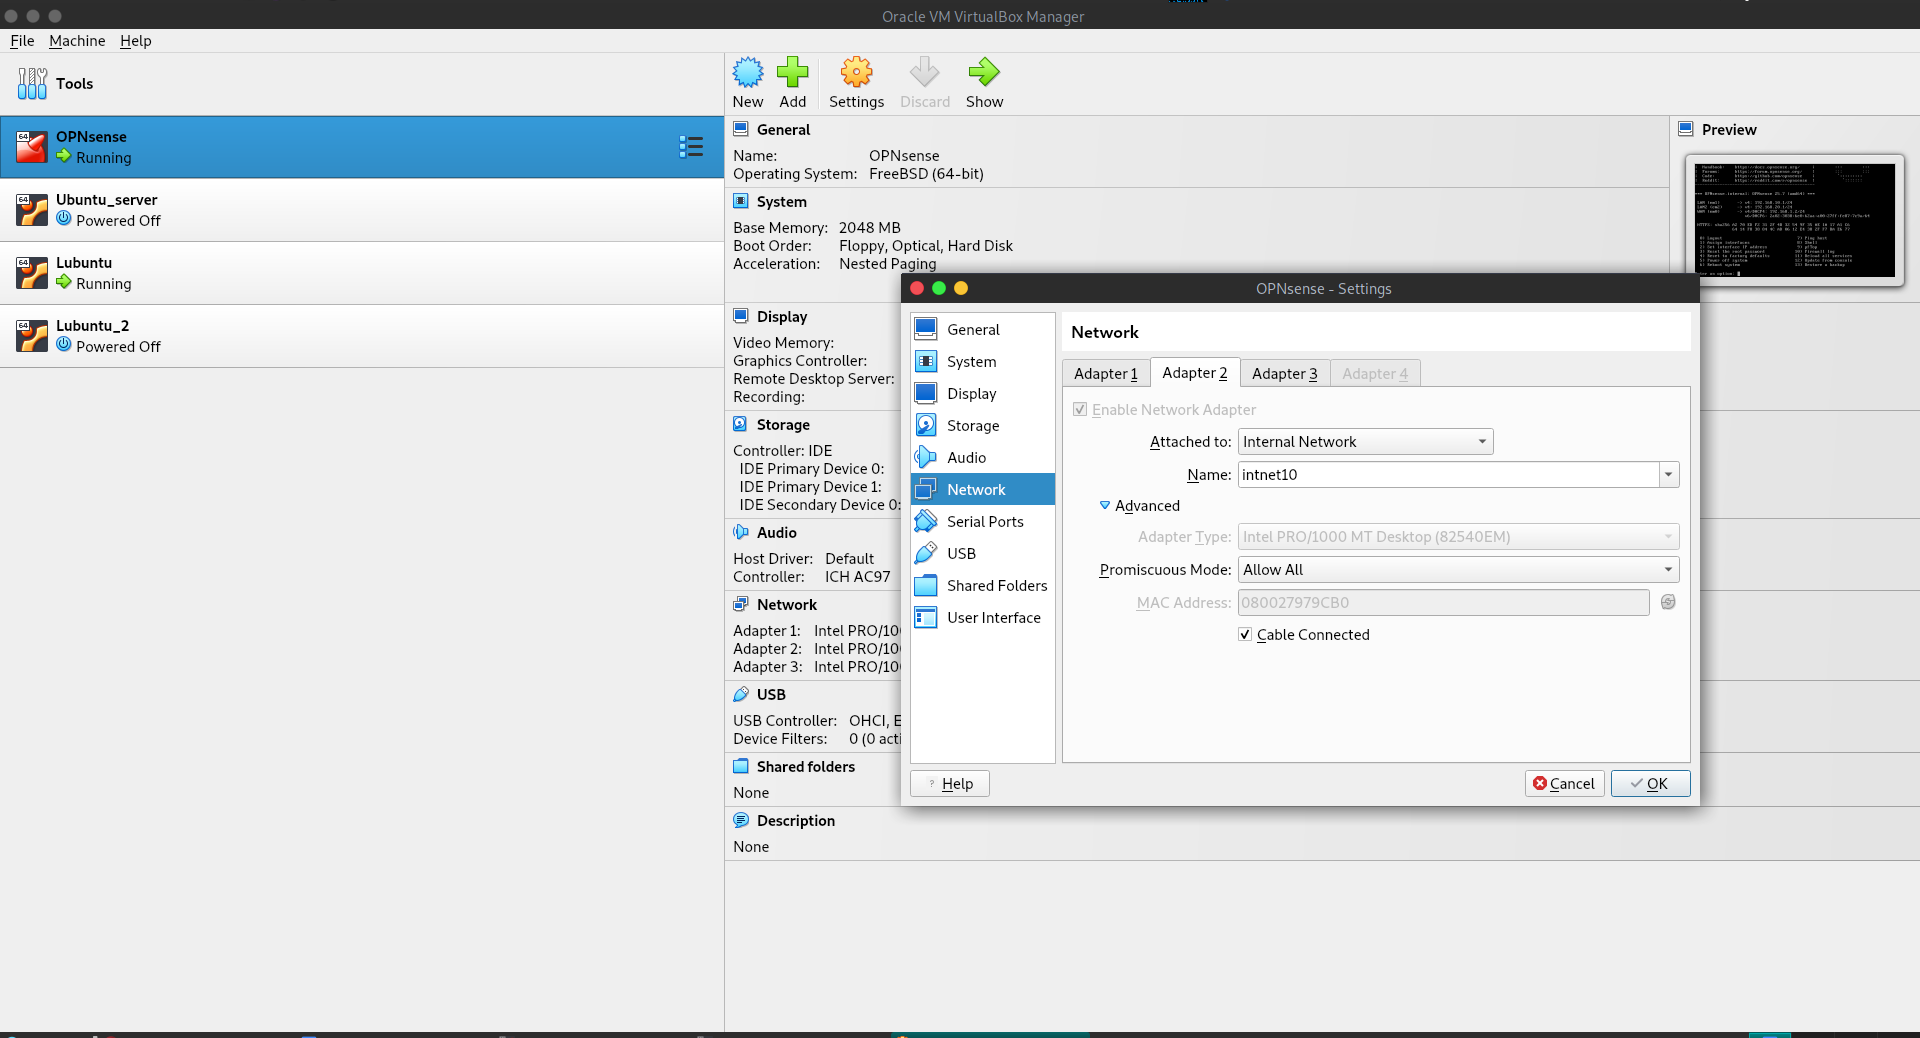 Oracle VM VirtualBox Manager
File Machine Help
Tools
New Add Settings Discard Show
64 OPNsense
Running
64 Ubuntu_server
Powered Off
64 Lubuntu
Running
64 Lubuntu_2
Powered Off
General
Name: OPNsense
Operating System: FreeBSD (64-bit)
System
Base Memory: 2048 MB
Boot Order: Floppy, Optical, Hard Disk
Acceleration: Nested Paging
Display
Video Memory:
Graphics Controller:
Remote Desktop Server:
Recording:
Storage
Controller: IDE
IDE Primary Device 0:
IDE Primary Device 1:
IDE Secondary Device 0:
Audio
Host Driver: Default
Controller: ICH AC97
Network
Adapter 1: Intel PRO/10
Adapter 2: Intel PRO/10
Adapter 3: Intel PRO/10
USB
USB Controller: OHCI, E
Device Filters: 0 (0 acti
Shared folders
None
Description
None
Preview
OPNsense - Settings
General
System
Display
Storage
Audio
Network
Serial Ports
USB
Shared Folders
User Interface
Network
Adapter 1 Adapter 2 Adapter 3 Adapter 4
Enable Network Adapter
Attached to: Internal Network
Name: intnet10
Advanced
Adapter Type: Intel PRO/1000 MT Desktop (82540EM)
Promiscuous Mode: Allow All
MAC Address: 080027979CB0
Cable Connected
? Help
Cancel OK